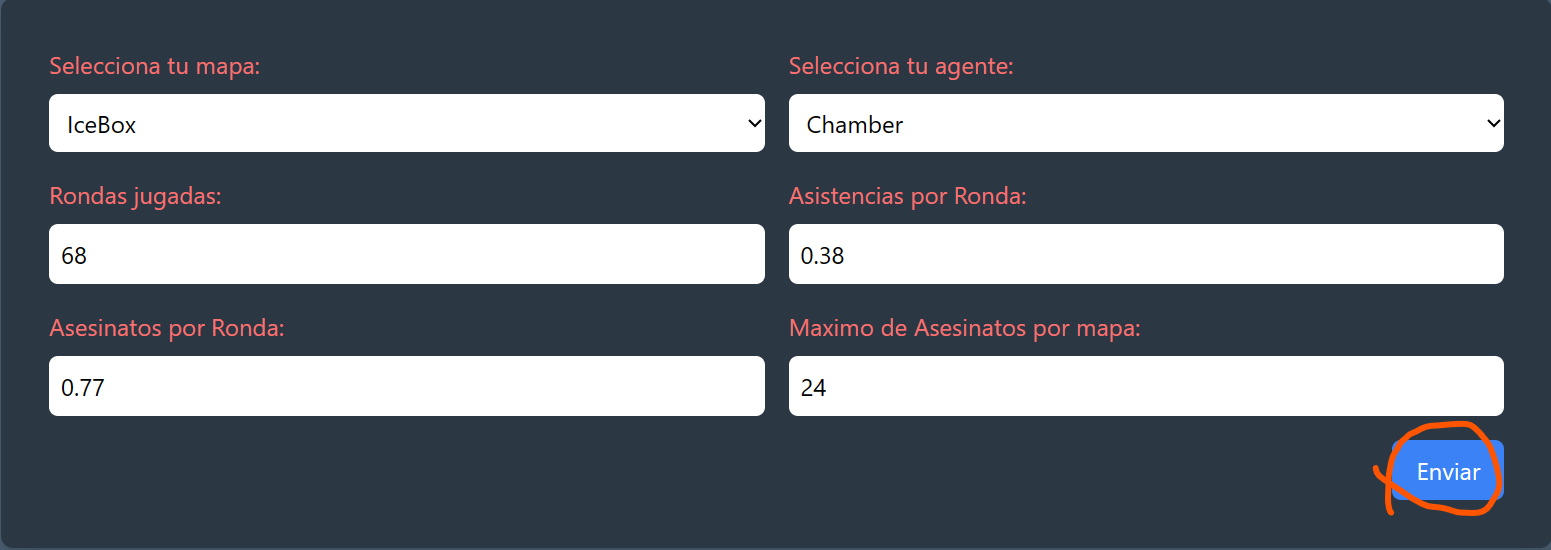 Selecciona tu mapa:
Selecciona tu agente:
IceBox
Chamber
Rondas jugadas:
Asistencias por Ronda:
68
0.38
Asesinatos por Ronda:
Maximo de Asesinatos por mapa:
0.77
24
Enviar